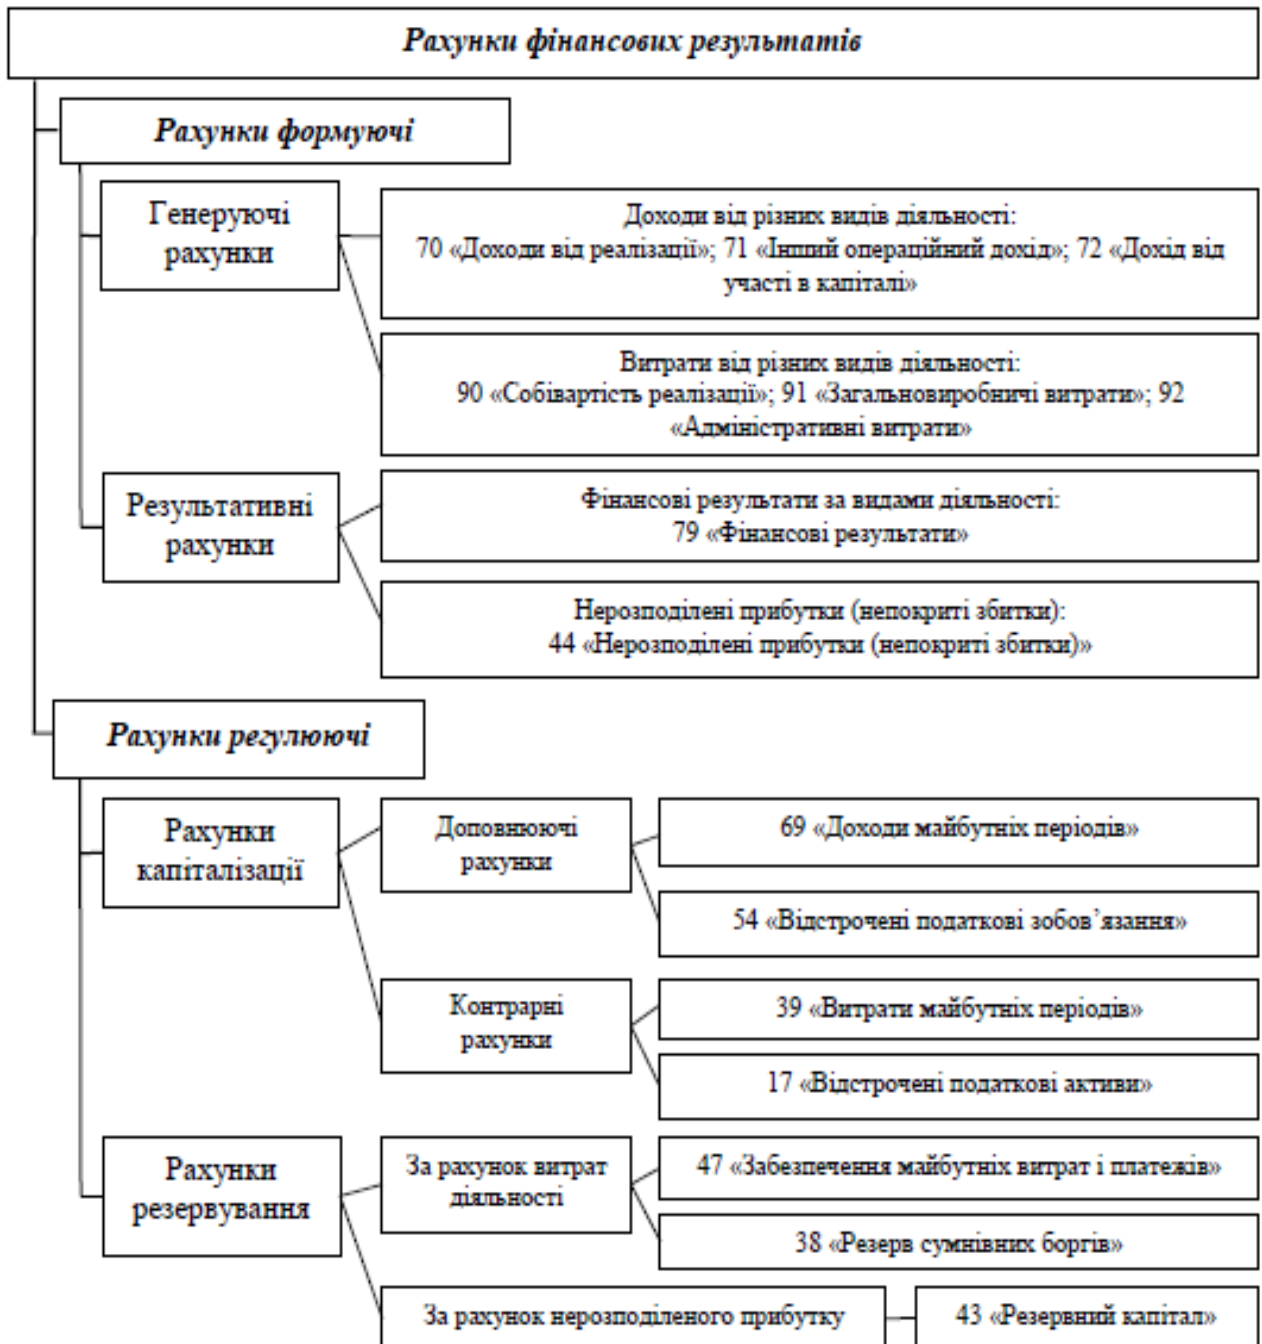 Рахунки фінансових результатів
Рахунки формуючі
Генеруючі
рахунки
Доходи від різних видів діяльності:
70 «Доходи від реалізації»; 71 «Інший операційний дохід»; 72 «Дохід від
участі в капіталі»
Витрати від різних видів діяльності:
90 «Собівартість реалізації»; 91 «Загальновиробничі витрати»; 92
«Адміністративні витрати»
Результативні
рахунки
Фінансові результати за видами діяльності:
79 «Фінансові результати»
Нерозподілені прибутки (непокриті збитки):
44 «Нерозподілені прибутки (непокриті збитки)»
Рахунки регулюючі
Рахунки
капіталізації
Доповнюючі
рахунки
69 «Доходи майбутніх періодів»
54 «Відстрочені податкові зобов’язання»
Контрарні
рахунки
39 «Витрати майбутніх періодів»
17 «Відстрочені податкові активи»
Рахунки
резервування
За рахунок витрат
діяльності
47 «Забезпечення майбутніх витрат і платежів»
38 «Резерв сумнівних боргів»
За рахунок нерозподіленого прибутку
43 «Резервний капітал»